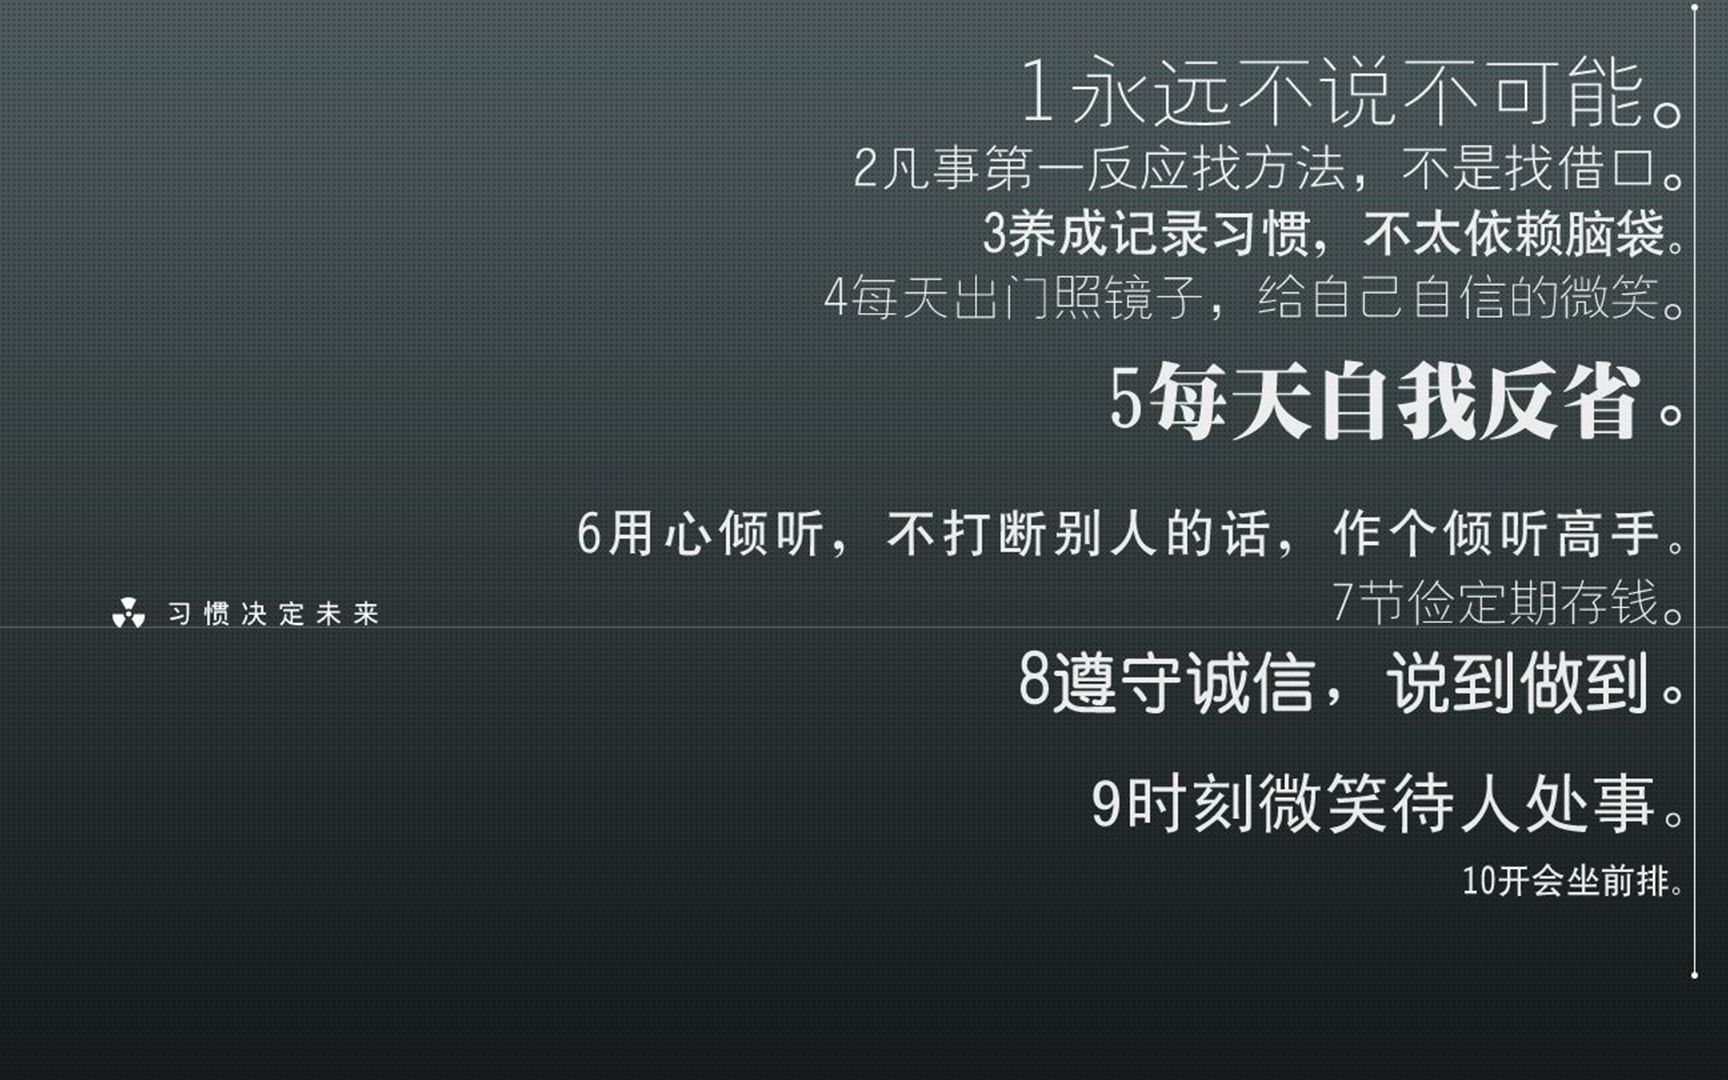 1永远不说不可能。
2凡事第一反应找方法，不是找借口。
3养成记录习惯，不太依赖脑袋。
4每天出门照镜子，给自己自信的微笑。
5每天自我反省。
6用心倾听，不打断别人的话，作个倾听高手。
7节俭定期存钱。
习惯决定未来
8遵守诚信，说到做到。
9时刻微笑待人处事。
10开会坐前排。